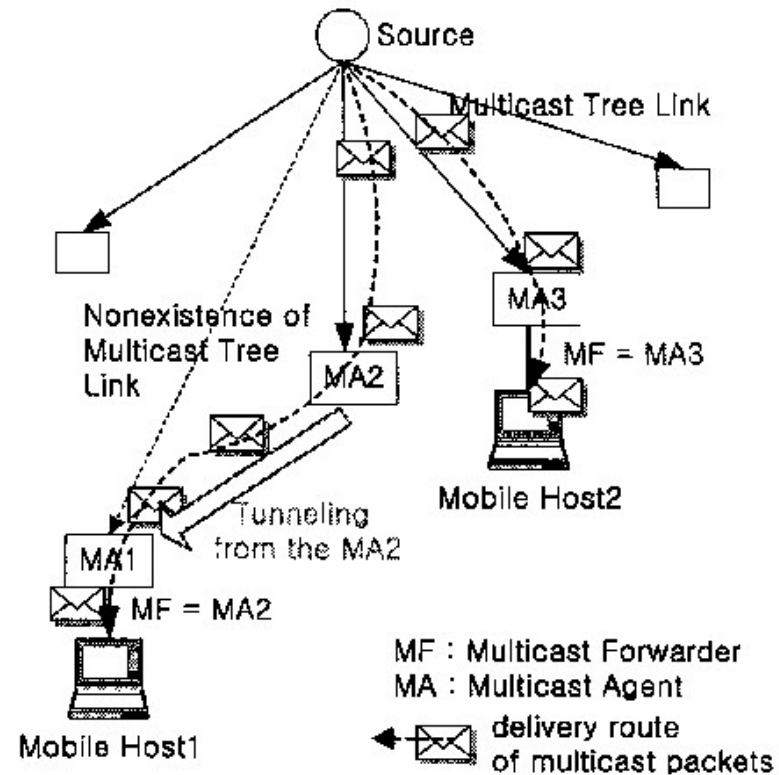 Source
Multicast Tree Link
Nonexistence of
Multicast Tree
Link
MA2
MA3
MF = MA3
Mobile Host2
Tunneling
from the MA2
MA1
MF = MA2
Mobile Host1
MF : Multicast Forwarder
MA : Multicast Agent
delivery route
of multicast packets